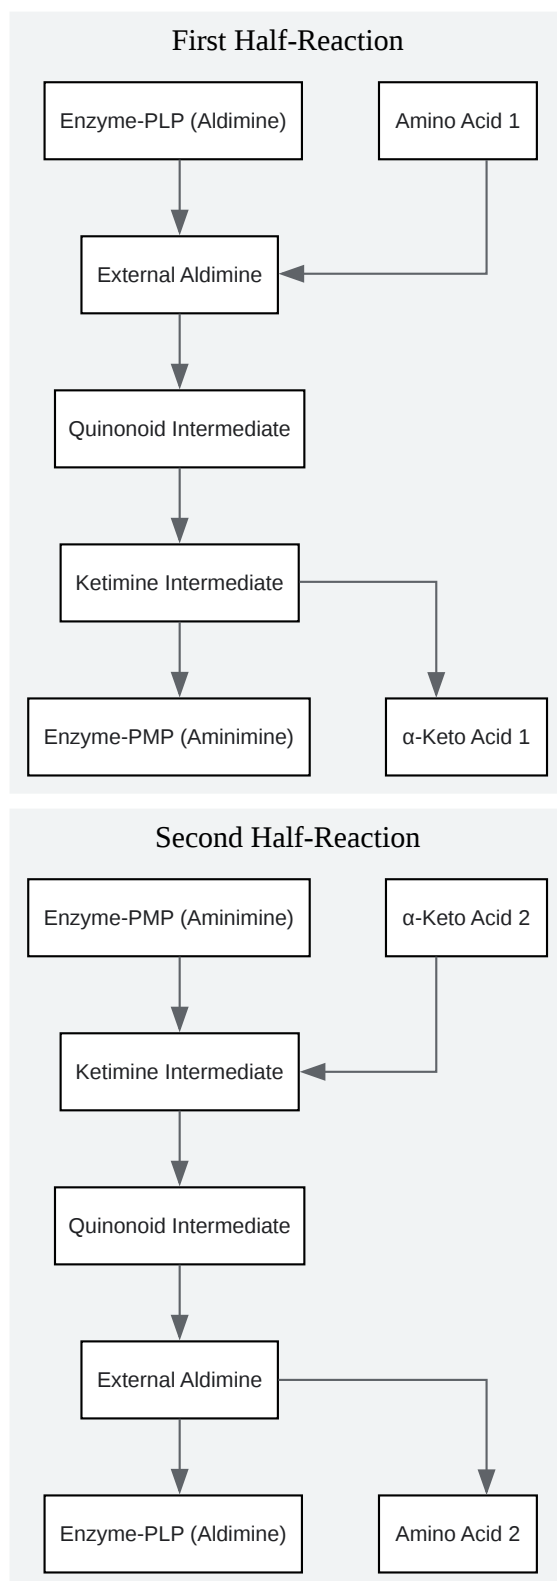 First Half-Reaction
Enzyme-PLP (Aldimine)
Amino Acid 1
External Aldimine
Quinonoid Intermediate
Ketimine Intermediate
Enzyme-PMP (Aminimine)
α-Keto Acid 1
Second Half-Reaction
Enzyme-PMP (Aminimine)
α-Keto Acid 2
Ketimine Intermediate
Quinonoid Intermediate
External Aldimine
Enzyme-PLP (Aldimine)
Amino Acid 2